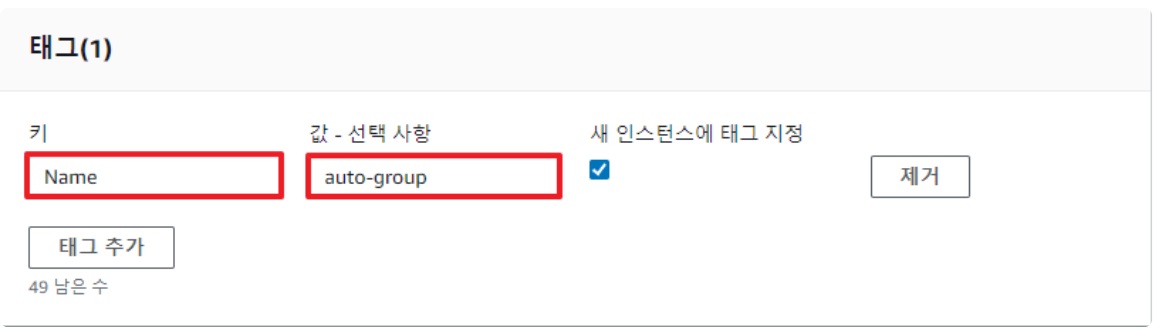 태그(1)
키 값 - 선택 사항 새 인스턴스에 태그 지정
Name auto-group 제거
태그 추가
49 남은 수